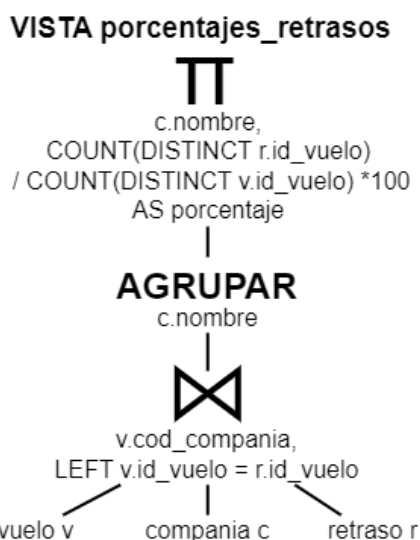 VISTA porcentajes_retrasos
π
c.nombre,
COUNT(DISTINCT r.id_vuelo)
/ COUNT(DISTINCT v.id_vuelo) *100
AS porcentaje
AGRUPAR
c.nombre
⋈
v.cod_compania,
LEFT v.id_vuelo = r.id_vuelo
vuelo v compania c retraso r